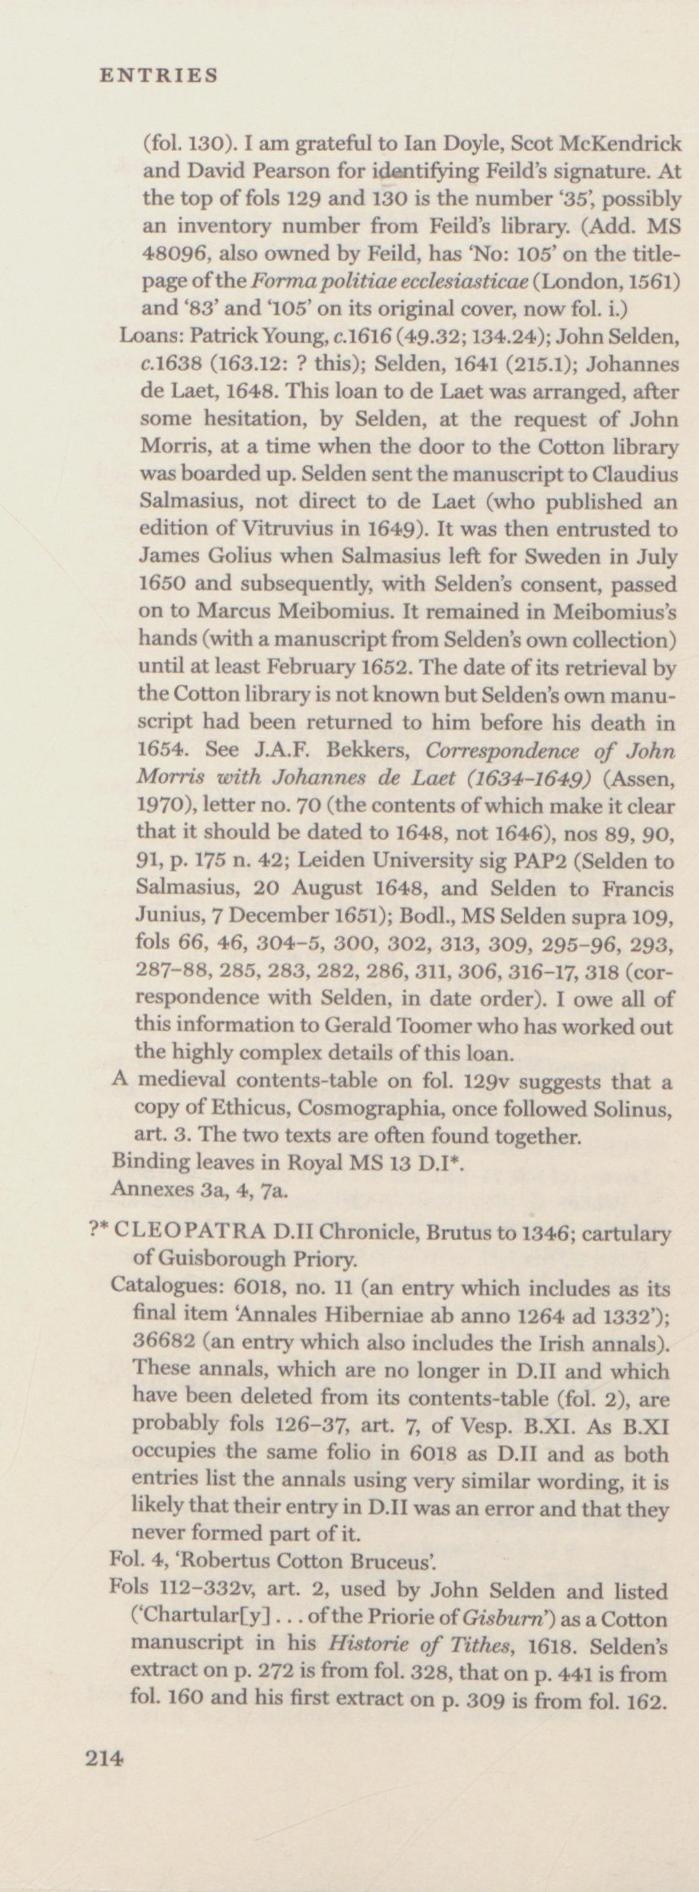 ENTRIES
(fol. 130). I am grateful to Ian Doyle, Scot McKendrick
and David Pearson for identifying Feild's signature. At
the top of fols 129 and 130 is the number ‘35’, possibly
an inventory number from Feild's library. (Add. MS
48096, also owned by Feild, has ‘No: 105’ on the title-
page of the Forma politiae ecclesiasticae (London, 1561)
and ‘83’ and ‘105’ on its original cover, now fol. i.)
Loans: Patrick Young, c.1616 (49.32; 134.24); John Selden,
c.1638 (163.12: ? this); Selden, 1641 (215.1); Johannes
de Laet, 1648. This loan to de Laet was arranged, after
some hesitation, by Selden, at the request of John
Morris, at a time when the door to the Cotton library
was boarded up. Selden sent the manuscript to Claudius
Salmasius, not direct to de Laet (who published an
edition of Vitruvius in 1649). It was then entrusted to
James Golius when Salmasius left for Sweden in July
1650 and subsequently, with Selden's consent, passed
on to Marcus Meibomius. It remained in Meibomius's
hands (with a manuscript from Selden's own collection)
until at least February 1652. The date of its retrieval by
the Cotton library is not known but Selden's own manu-
script had been returned to him before his death in
1654. See J.A.F. Bekkers, Correspondence of John
Morris with Johannes de Laet (1634–1649) (Assen,
1970), letter no. 70 (the contents of which make it clear
that it should be dated to 1648, not 1646), nos 89, 90,
91, p. 175 n. 42; Leiden University sig PAP2 (Selden to
Salmasius, 20 August 1648, and Selden to Francis
Junius, 7 December 1651); Bodl., MS Selden supra 109,
fols 66, 46, 304–5, 300, 302, 313, 309, 295–96, 293,
287–88, 285, 283, 282, 286, 311, 306, 316–17, 318 (cor-
respondence with Selden, in date order). I owe all of
this information to Gerald Toomer who has worked out
the highly complex details of this loan.
A medieval contents-table on fol. 129v suggests that a
copy of Ethicus, Cosmographia, once followed Solinus,
art. 3. The two texts are often found together.
Binding leaves in Royal MS 13 D.I*.
Annexes 3a, 4, 7a.
?* CLEOPATRA D.II Chronicle, Brutus to 1346; cartulary
of Guisborough Priory.
Catalogues: 6018, no. 11 (an entry which includes as its
final item ‘Annales Hiberniae ab anno 1264 ad 1332’);
36682 (an entry which also includes the Irish annals).
These annals, which are no longer in D.II and which
have been deleted from its contents-table (fol. 2), are
probably fols 126–37, art. 7, of Vesp. B.XI. As B.XI
occupies the same folio in 6018 as D.II and as both
entries list the annals using very similar wording, it is
likely that their entry in D.II was an error and that they
never formed part of it.
Fol. 4, ‘Robertus Cotton Bruceus’.
Fols 112–332v, art. 2, used by John Selden and listed
(‘Chartular[y] . . . of the Priorie of Gisburn’) as a Cotton
manuscript in his Historie of Tithes, 1618. Selden's
extract on p. 272 is from fol. 328, that on p. 441 is from
fol. 160 and his first extract on p. 309 is from fol. 162.
214